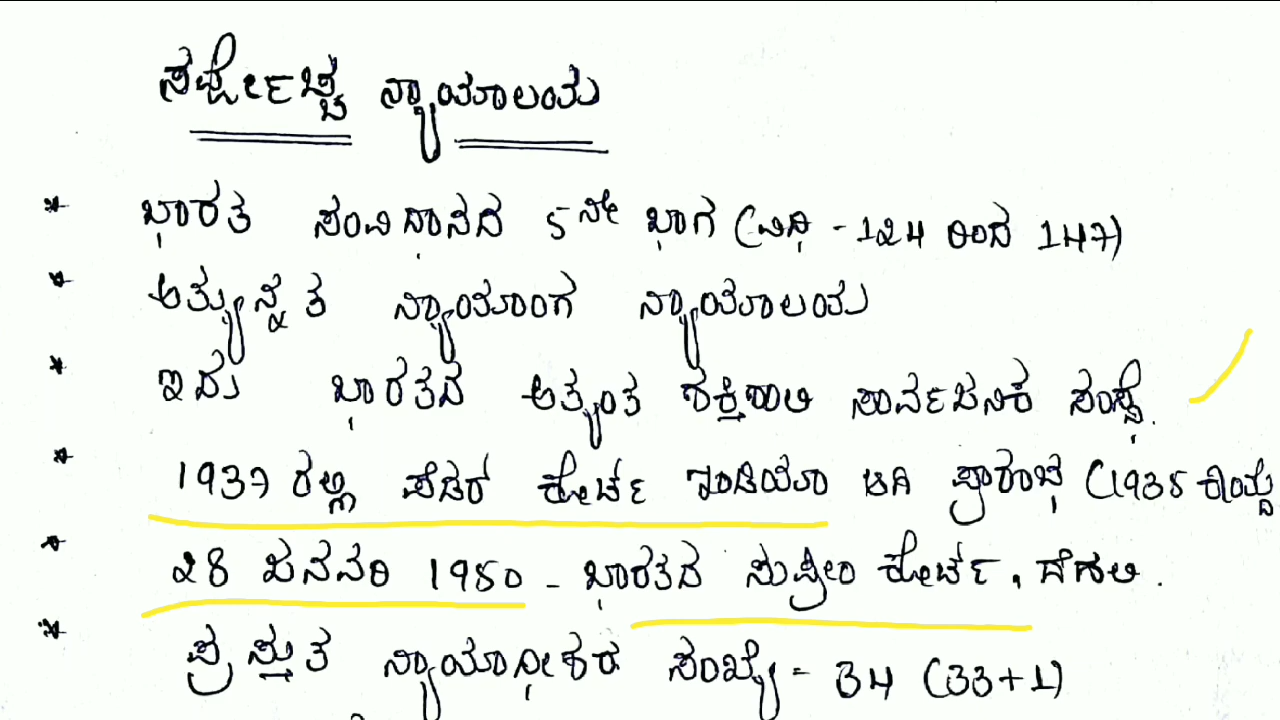 ಸರ್ವೋಚ್ಚ ನ್ಯಾಯಾಲಯ
* ಭಾರತ ಸಂವಿಧಾನದ 5ನೇ ಭಾಗ (ವಿಧಿ - 124 ರಿಂದ 147)
* ಅತ್ಯುನ್ನತ ನ್ಯಾಯಾಂಗ ನ್ಯಾಯಾಲಯ
* ಇದು ಭಾರತದ ಅತ್ಯಂತ ಶಕ್ತಿಶಾಲಿ ಸಾರ್ವಜನಿಕ ಸಂಸ್ಥೆ.
* 1937 ರಲ್ಲಿ ಫೆಡರ್ ಕೋರ್ಟ್ ಇಂಡಿಯಾ ಆಗಿ ಪ್ರಾರಂಭ (1935 ಕಾಯ್ದೆ
* 28 ಜನವರಿ 1950 - ಭಾರತದ ಸುಪ್ರೀಂ ಕೋರ್ಟ್, ದೆಹಲಿ.
* ಪ್ರಸ್ತುತ ನ್ಯಾಯಾಧೀಶರ ಸಂಖ್ಯೆ = 34 (33+1)